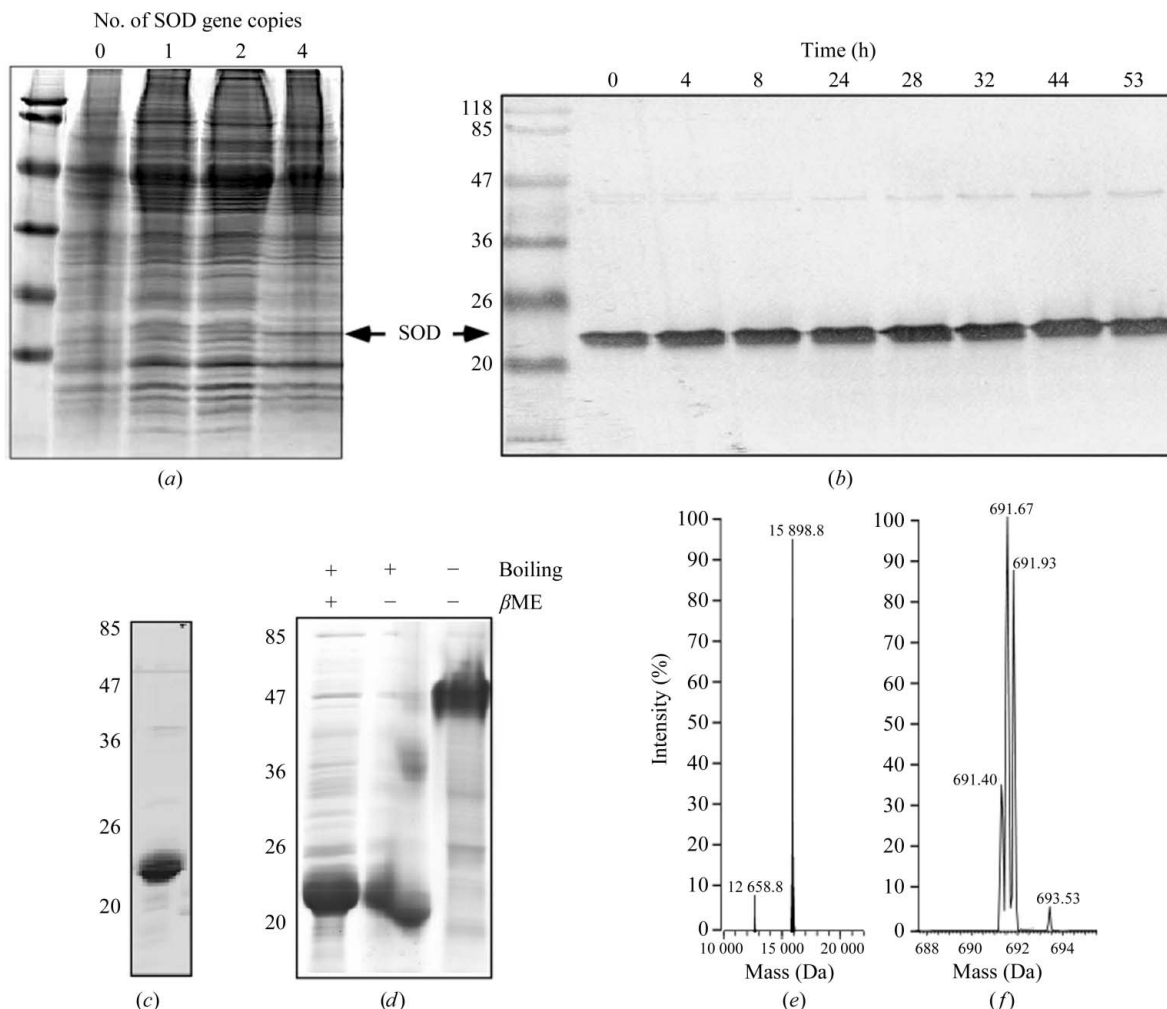 No. of SOD gene copies
0 1 2 4
(a)
Time (h)
0 4 8 24 28 32 44 53
118
85
47
36
26
SOD
20
(b)
85
47
36
26
20
(c)
+ + − Boiling
+ − − βME
85
47
36
26
20
(d)
Intensity (%)
100
90
80
70
60
50
40
30
20
10
0
15 898.8
12 658.8
10 000 15 000 20 000
Mass (Da)
(e)
100
90
80
70
60
50
40
30
20
10
0
691.67
691.93
691.40
693.53
688 690 692 694
Mass (Da)
(f)